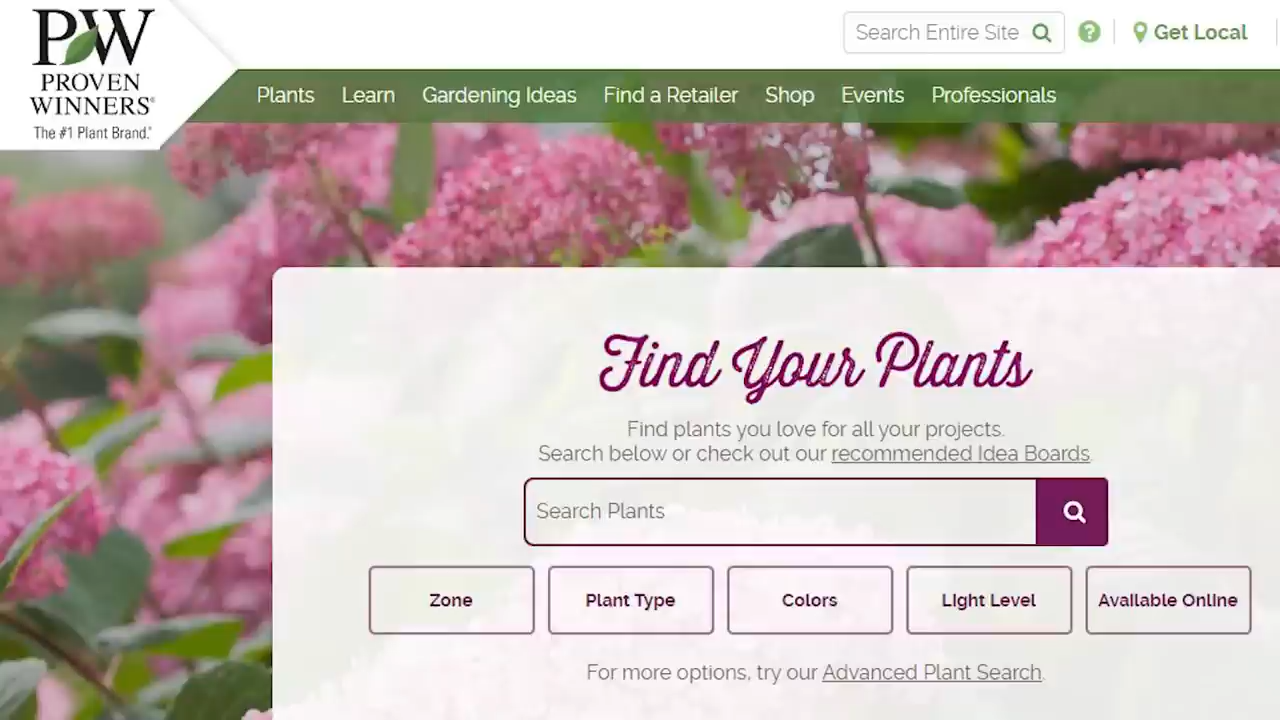 PW
PROVEN
WINNERS®
The #1 Plant Brand.®
Search Entire Site
?
Get Local
Plants Learn Gardening Ideas Find a Retailer Shop Events Professionals
Find Your Plants
Find plants you love for all your projects.
Search below or check out our recommended Idea Boards.
Search Plants
Zone Plant Type Colors Light Level Available Online
For more options, try our Advanced Plant Search.